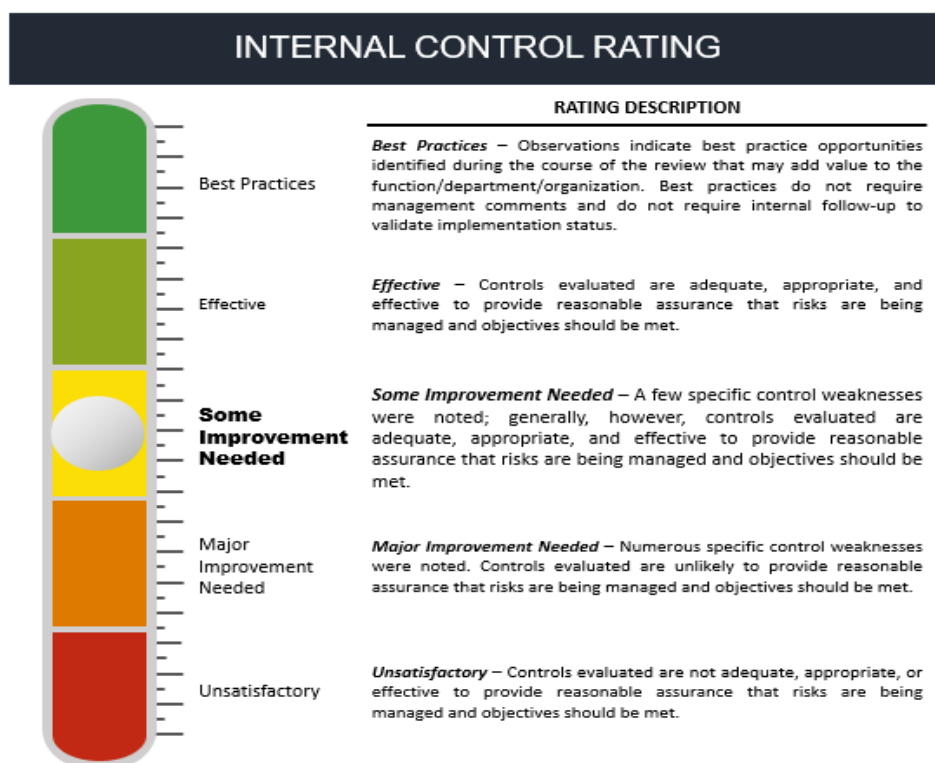 INTERNAL CONTROL RATING
RATING DESCRIPTION
Best Practices
Best Practices – Observations indicate best practice opportunities
identified during the course of the review that may add value to the
function/department/organization. Best practices do not require
management comments and do not require internal follow-up to
validate implementation status.
Effective
Effective – Controls evaluated are adequate, appropriate, and
effective to provide reasonable assurance that risks are being
managed and objectives should be met.
Some
Improvement
Needed
Some Improvement Needed – A few specific control weaknesses
were noted; generally, however, controls evaluated are
adequate, appropriate, and effective to provide reasonable
assurance that risks are being managed and objectives should be
met.
Major
Improvement
Needed
Major Improvement Needed – Numerous specific control weaknesses
were noted. Controls evaluated are unlikely to provide reasonable
assurance that risks are being managed and objectives should be met.
Unsatisfactory
Unsatisfactory – Controls evaluated are not adequate, appropriate, or
effective to provide reasonable assurance that risks are being
managed and objectives should be met.